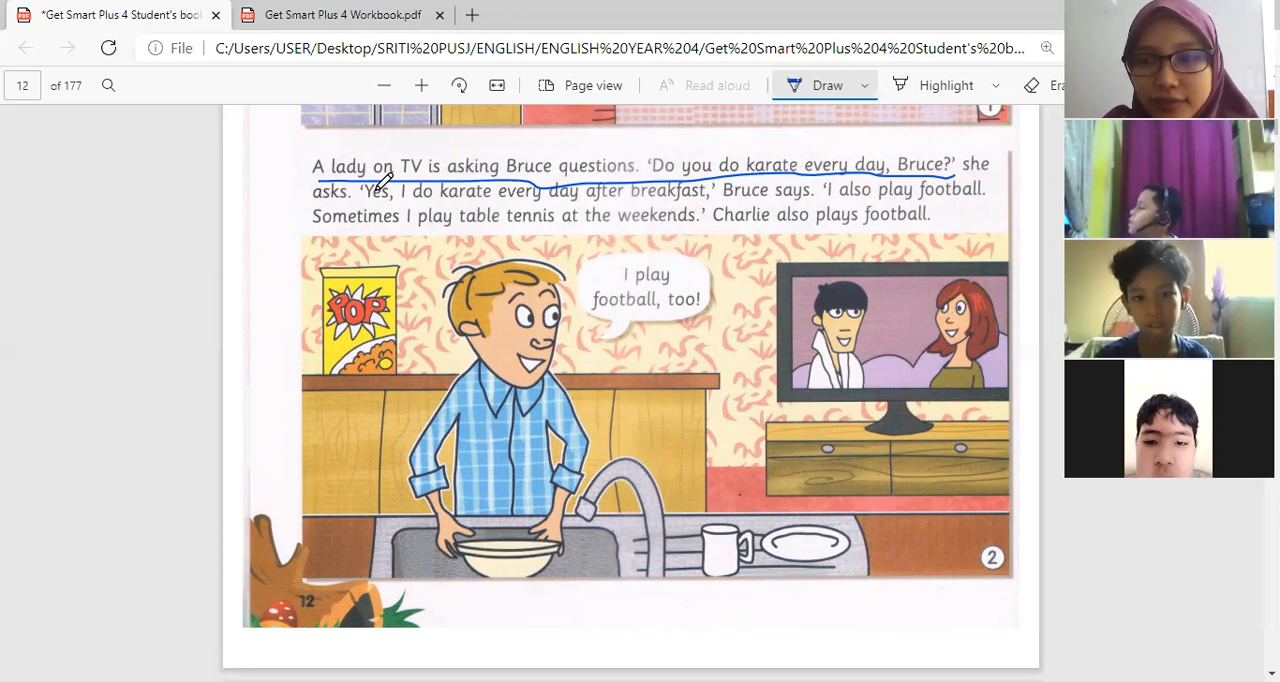 *Get Smart Plus 4 Student's boo
Get Smart Plus 4 Workbook.pdf
File
C:/Users/USER/Desktop/SRITI%20PUSJ/ENGLISH/ENGLISH%20YEAR%204/Get%20Smart%20Plus%204%20Student's%20b...
12 of 177
Page view
Read aloud
Draw
Highlight
Era
1
A lady on TV is asking Bruce questions. 'Do you do karate every day, Bruce?' she
asks. 'Yes, I do karate every day after breakfast,' Bruce says. 'I also play football.
Sometimes I play table tennis at the weekends.' Charlie also plays football.
POP
I play
football, too!
2
12